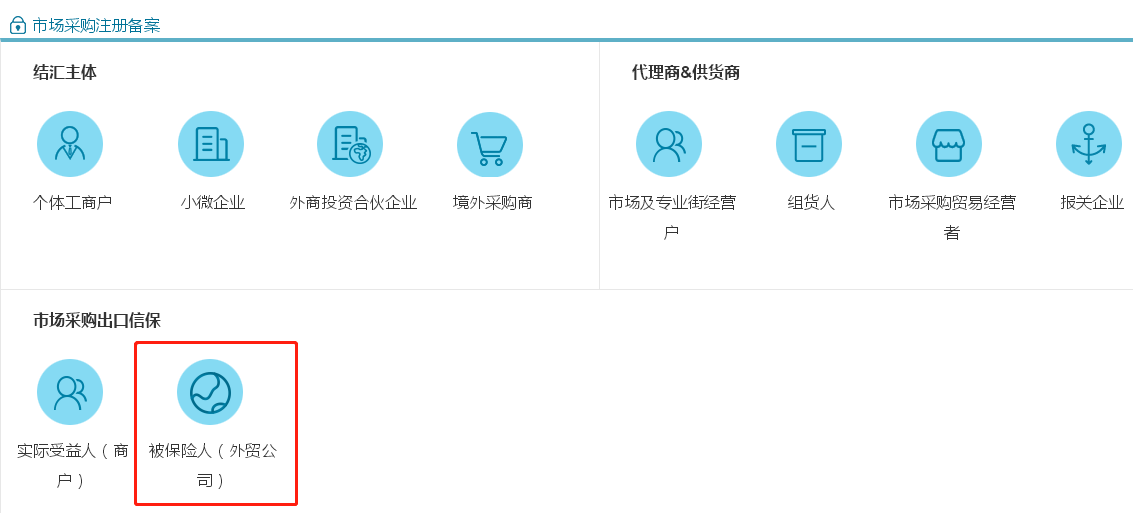 市场采购注册备案
结汇主体
个体工商户
小微企业
外商投资合伙企业
境外采购商
代理商&供货商
市场及专业街经营
户
组货人
市场采购贸易经营
者
报关企业
市场采购出口信保
实际受益人（商
户）
被保险人（外贸公
司）